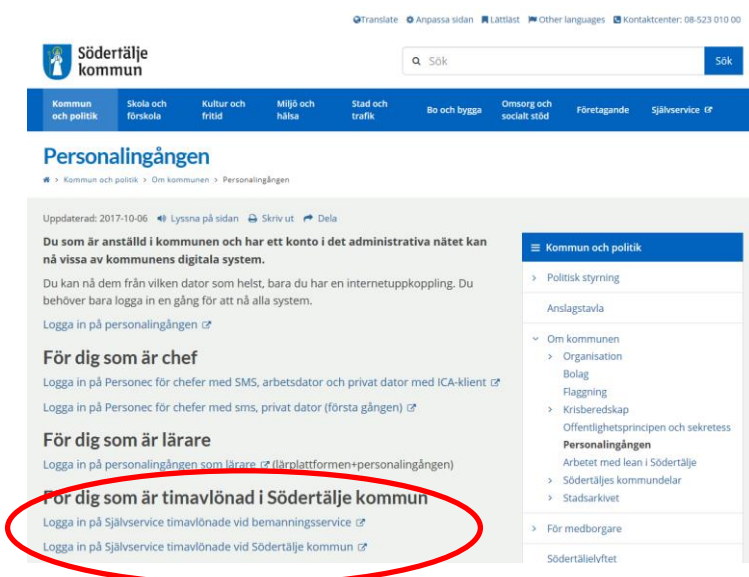 Translate Anpassa sidan Lättläst Other languages Kontaktcenter: 08-523 010 00
Södertälje
kommun
Sök
Sök
Kommun och politik
Skola och förskola
Kultur och fritid
Miljö och hälsa
Stad och trafik
Bo och bygga
Omsorg och socialt stöd
Företagande
Självservice
Personalingången
> Kommun och politik > Om kommunen > Personalingången
Uppdaterad: 2017-10-06 Lyssna på sidan Skriv ut Dela
Du som är anställd i kommunen och har ett konto i det administrativa nätet kan
nå vissa av kommunens digitala system.
Du kan nå dem från vilken dator som helst, bara du har en internetuppkoppling. Du
behöver bara logga in en gång för att nå alla system.
Logga in på personalingången
För dig som är chef
Logga in på Personec för chefer med SMS, arbetsdator och privat dator med ICA-klient
Logga in på Personec för chefer med sms, privat dator (första gången)
För dig som är lärare
Logga in på personalingången som lärare (lärplattformen+personalingången)
För dig som är timavlönad i Södertälje kommun
Logga in på Självservice timavlönade vid bemanningsservice
Logga in på Självservice timavlönade vid Södertälje kommun
Kommun och politik
> Politisk styrning
Anslagstavla
Om kommunen
> Organisation
Bolag
Flaggning
> Krisberedskap
Offentlighetsprincipen och sekretess
Personalingången
Arbetet med lean i Södertälje
> Södertäljes kommundelar
> Stadsarkivet
> För medborgare
Södertäljelyftet